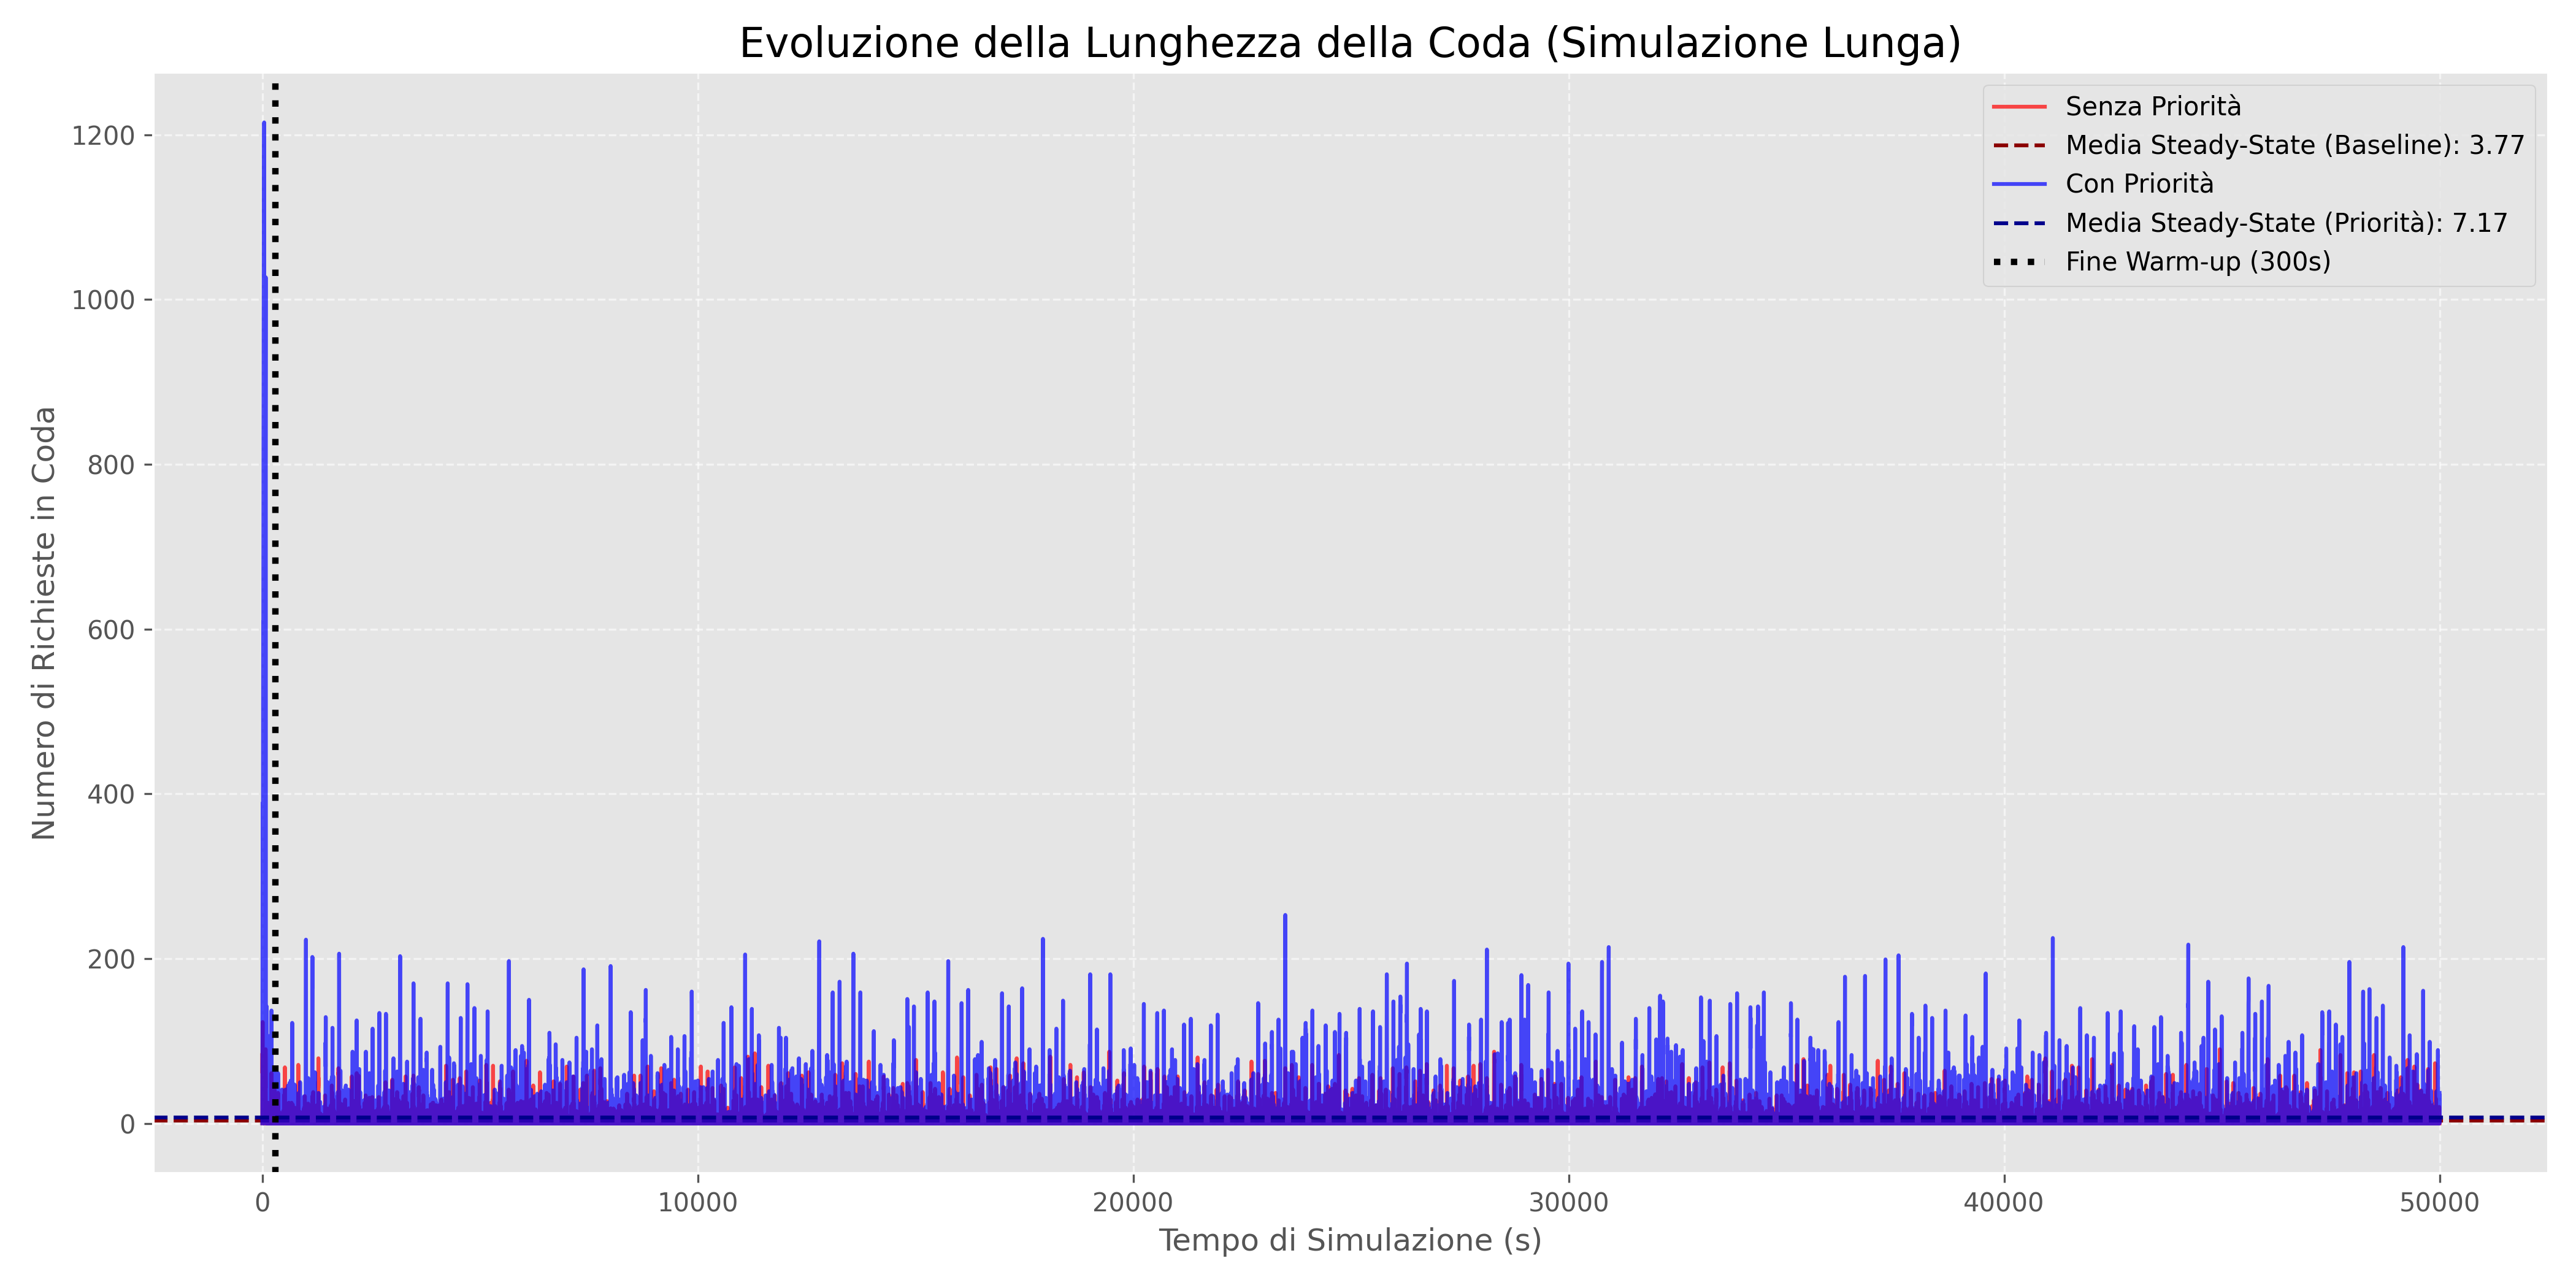 Evoluzione della Lunghezza della Coda (Simulazione Lunga)
Senza Priorità
Media Steady-State (Baseline): 3.77
Con Priorità
Media Steady-State (Priorità): 7.17
Fine Warm-up (300s)
Numero di Richieste in Coda
1200
1000
800
600
400
200
0
0 10000 20000 30000 40000 50000
Tempo di Simulazione (s)